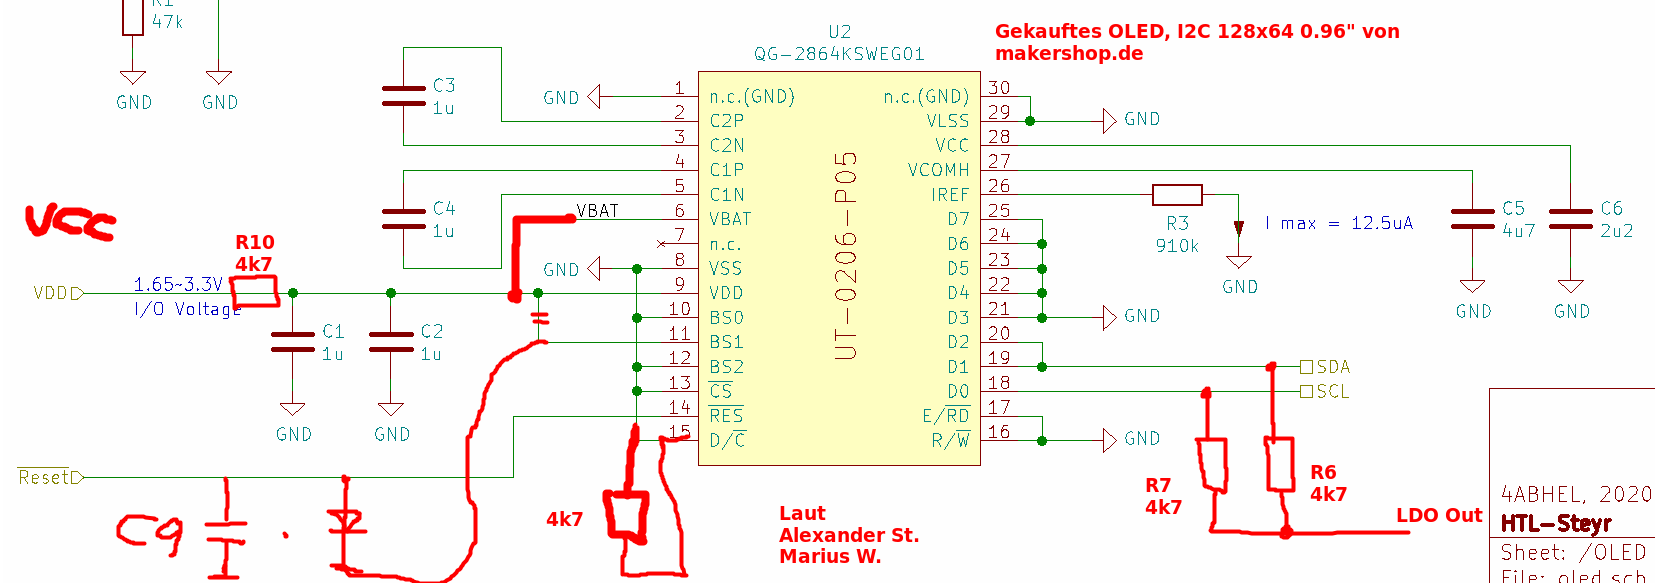 R1
47k
GND
GND
C3
1u
C4
1u
GND
U2
QG-2864KSWEG01
Gekauftes OLED, I2C 128x64 0.96" von
makershop.de
1 n.c.(GND)
2 C2P
3 C2N
4 C1P
5 C1N
6 VBAT
7 n.c.
8 VSS
9 VDD
10 BS0
11 BS1
12 BS2
13 CS
14 RES
15 D/C
UT-0206-P05
n.c.(GND) 30
VLSS 29
VCC 28
VCOMH 27
IREF 26
D7 25
D6 24
D5 23
D4 22
D3 21
D2 20
D1 19
D0 18
E/RD 17
R/W 16
VBAT
GND
VCC
R10
4k7
VDD
1.65~3.3V
I/O Voltage
C1
1u
C2
1u
GND
GND
Reset
C9
4k7
Laut
Alexander St.
Marius W.
GND
R3
910k
I max = 12.5uA
GND
C5
4u7
C6
2u2
GND
GND
GND
SDA
SCL
GND
R7
4k7
R6
4k7
LDO Out
4ABHEL, 2020
HTL-Steyr
Sheet: /OLED
File: oled.sch